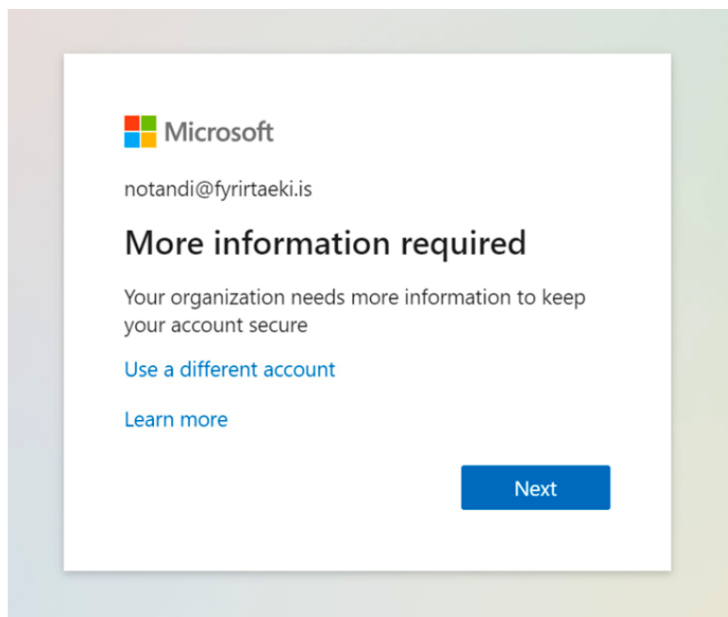 Microsoft
notandi@fyrirtaeki.is
More information required
Your organization needs more information to keep
your account secure
Use a different account
Learn more
Next